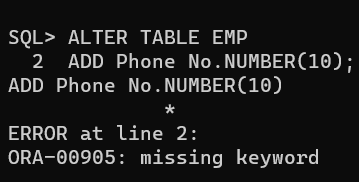 SQL> ALTER TABLE EMP
  2  ADD Phone No.NUMBER(10);
ADD Phone No.NUMBER(10)
             *
ERROR at line 2:
ORA-00905: missing keyword